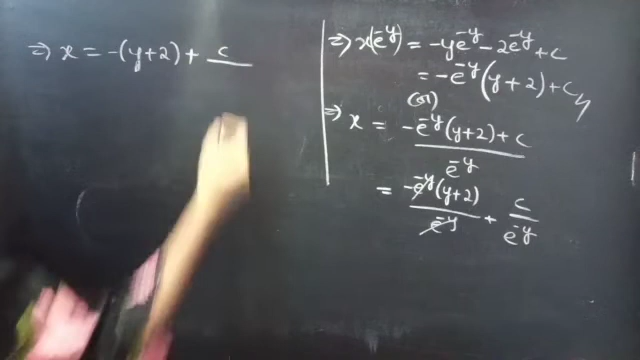 ⇒ x = -(y+2) + c
⇒ x(e^y) = -ye^-y - 2e^-y + c
= -e^-y (y+2) + c,
(or)
⇒ x = -e^-y (y+2) + c / e^-y
= -e^-y (y+2) / e^-y + c / e^-y